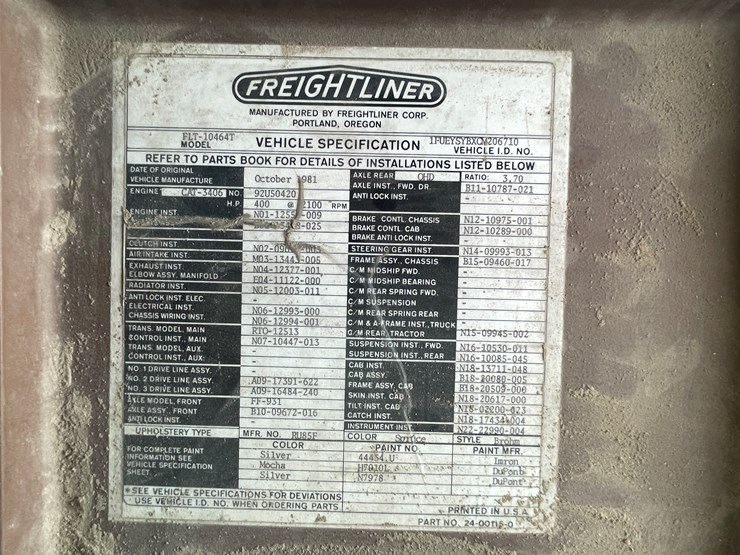 FREIGHTLINER
MANUFACTURED BY FREIGHTLINER CORP.
PORTLAND, OREGON
FLT-10464T
MODEL VEHICLE SPECIFICATION VEHICLE I.D. NO.
REFER TO PARTS BOOK FOR DETAILS OF INSTALLATIONS LISTED BELOW
DATE OF ORIGINAL
VEHICLE MANUFACTURE October 1981
ENGINE CAT-3406 NO. 92U50420
H.P. 400 @ 2100 RPM
ENGINE INST. N01-125 -009
-025
CLUTCH INST.
AIR INTAKE INST. M03-13443-006
EXHAUST INST. N04-12377-001
ELBOW ASSY. MANIFOLD E04-11122-000
RADIATOR INST. N05-12003-011
ANTI LOCK INST. ELEC. -
ELECTRICAL INST. N06-12993-000
CHASSIS WIRING INST. N06-12994-001
TRANS. MODEL, MAIN RTO-12513
CONTROL INST., MAIN N07-10447-013
TRANS. MODEL, AUX. -
CONTROL INST., AUX. -
NO. 1 DRIVE LINE ASSY. -
NO. 2 DRIVE LINE ASSY. A09-17391-622
NO. 3 DRIVE LINE ASSY. A09-16484-240
AXLE MODEL, FRONT FF-931
AXLE ASSY., FRONT B10-09672-016
ANTI LOCK INST. -
AXLE REAR OHD RATIO: 3.70
AXLE INST., FWD. DR. B11-10787-021
ANTI LOCK INST. -
BRAKE CONTL. CHASSIS N12-10975-001
BRAKE CONTL. CAB N12-10289-000
BRAKE ANTI LOCK INST. -
STEERING GEAR INST N14-09993-013
FRAME ASSY., CHASSIS B15-09460-017
C/M MIDSHIP FWD. -
C/M MIDSHIP BEARING -
C/M REAR SPRING FWD. -
C/M SUSPENSION -
C/M REAR SPRING REAR -
C/M & A-FRAME INST., TRUCK -
C/M REAR, TRACTOR N15-09945-002
SUSPENSION INST., FWD. N16-10530-011
SUSPENSION INST., REAR N16-10085-045
CAB INST. N18-13711-048
CAB ASSY. B18-20080-005
FRAME ASSY, CAB B18-20509-006
SKIN INST. CAB N18-20617-000
TILT INST. CAB N18-02200-023
CATCH INST. N18-17434-004
INSTRUMENT INST. N22-22990-004
UPHOLSTERY TYPE MFR. NO. RU8SF COLOR STYLE Brohm
FOR COMPLETE PAINT
INFORMATION SEE
VEHICLE SPECIFICATION
SHEET.
COLOR PAINT NO. PAINT MFR.
Silver 44434 U Imron
Mocha H7020L DuPont
Silver N7978 DuPont
*SEE VEHICLE SPECIFICATIONS FOR DEVIATIONS
USE VEHICLE I.D. NO. WHEN ORDERING PARTS
PRINTED IN U.S.A.
PART NO. 24-00115-0